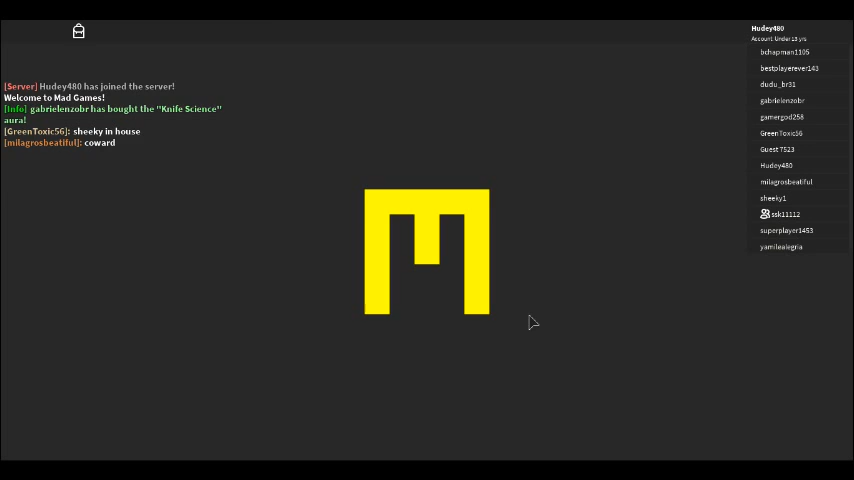 Hudey480
Account: Under 13 yrs
[Server] Hudey480 has joined the server!
Welcome to Mad Games!
[Info] gabrielenzobr has bought the "Knife Science"
aura!
[GreenToxic56]: sheeky in house
[milagrosbeatiful]: coward
M
bchapman1105
bestplayerever143
dudu_br31
gabrielenzobr
gamergod258
GreenToxic56
Guest 7523
Hudey480
milagrosbeatiful
sheeky1
ssk11112
superplayer1453
yamilealegria